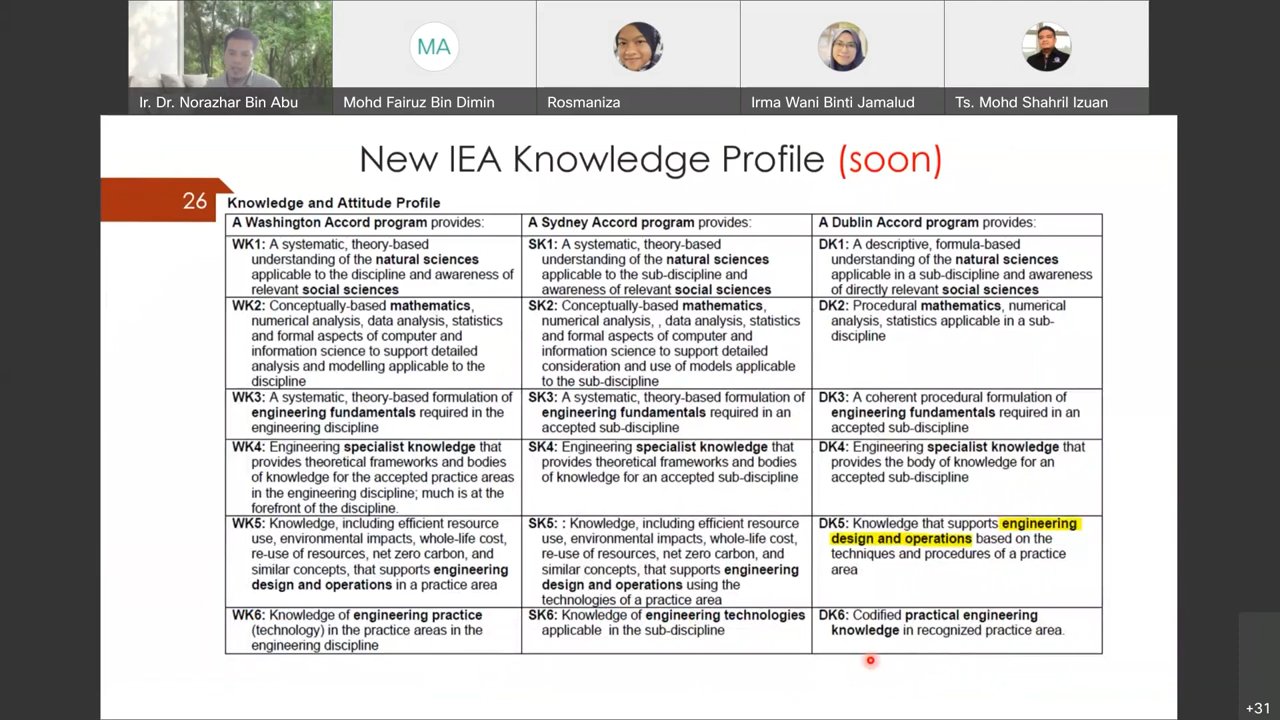 MA
Ir. Dr. Norazhar Bin Abu
Mohd Fairuz Bin Dimin
Rosmaniza
Irma Wani Binti Jamalud
Ts. Mohd Shahril Izuan
New IEA Knowledge Profile (soon)
26
Knowledge and Attitude Profile
A Washington Accord program provides:
A Sydney Accord program provides:
A Dublin Accord program provides:
WK1: A systematic, theory-based
understanding of the natural sciences
applicable to the discipline and awareness of
relevant social sciences
SK1: A systematic, theory-based
understanding of the natural sciences
applicable to the sub-discipline and
awareness of relevant social sciences
DK1: A descriptive, formula-based
understanding of the natural sciences
applicable in a sub-discipline and awareness
of directly relevant social sciences
WK2: Conceptually-based mathematics,
numerical analysis, data analysis, statistics
and formal aspects of computer and
information science to support detailed
analysis and modelling applicable to the
discipline
SK2: Conceptually-based mathematics,
numerical analysis, , data analysis, statistics
and formal aspects of computer and
information science to support detailed
consideration and use of models applicable
to the sub-discipline
DK2: Procedural mathematics, numerical
analysis, statistics applicable in a sub-
discipline
WK3: A systematic, theory-based formulation of
engineering fundamentals required in the
engineering discipline
SK3: A systematic, theory-based formulation of
engineering fundamentals required in an
accepted sub-discipline
DK3: A coherent procedural formulation of
engineering fundamentals required in an
accepted sub-discipline
WK4: Engineering specialist knowledge that
provides theoretical frameworks and bodies
of knowledge for the accepted practice areas
in the engineering discipline; much is at the
forefront of the discipline.
SK4: Engineering specialist knowledge that
provides theoretical frameworks and bodies
of knowledge for an accepted sub-discipline
DK4: Engineering specialist knowledge that
provides the body of knowledge for an
accepted sub-discipline
WK5: Knowledge, including efficient resource
use, environmental impacts, whole-life cost,
re-use of resources, net zero carbon, and
similar concepts, that supports engineering
design and operations in a practice area
SK5: : Knowledge, including efficient resource
use, environmental impacts, whole-life cost,
re-use of resources, net zero carbon, and
similar concepts, that supports engineering
design and operations using the
technologies of a practice area
DK5: Knowledge that supports engineering
design and operations based on the
techniques and procedures of a practice
area
WK6: Knowledge of engineering practice
(technology) in the practice areas in the
engineering discipline
SK6: Knowledge of engineering technologies
applicable in the sub-discipline
DK6: Codified practical engineering
knowledge in recognized practice area.
+31